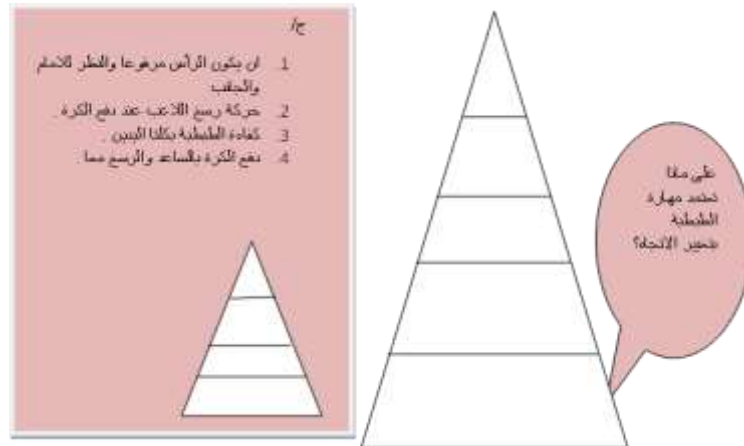 ج/
1. ان يكون الرأس مرفوعا والنظر للامام
والجانب
2. حركة رسغ اللاعب عند دفع الكرة .
3. كفاءة الطبطبة بكلتا اليدين .
4. دفع الكرة بالساعد والرسغ معا .
على ماذا
تعتمد مهارة
الطبطبة
بتغيير الاتجاه؟